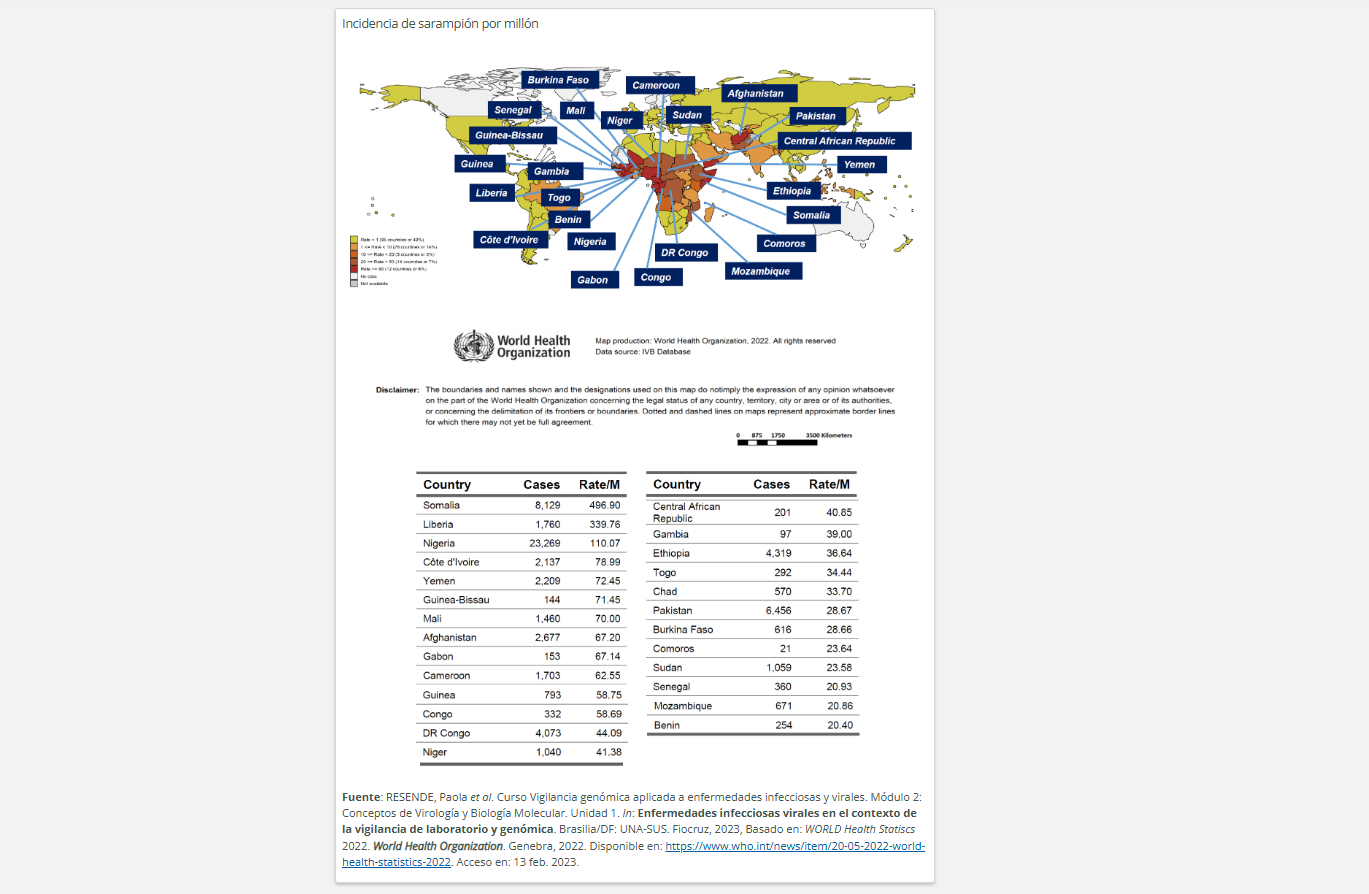 Incidencia de sarampión por millón
Burkina Faso
Cameroon
Afghanistan
Senegal
Mali
Niger
Sudan
Pakistan
Guinea-Bissau
Central African Republic
Guinea
Gambia
Yemen
Liberia
Togo
Ethiopia
Benin
Somalia
Côte d'Ivoire
Nigeria
Comoros
DR Congo
Gabon
Congo
Mozambique
No data
Not available
World Health
Organization
Map production: World Health Organization, 2022. All rights reserved
Data source: IVB Database
Disclaimer: The boundaries and names shown and the designations used on this map do notimply the expression of any opinion whatsoever
on the part of the World Health Organization concerning the legal status of any country, territory, city or area or of its authorities,
or concerning the delimitation of its frontiers or boundaries. Dotted and dashed lines on maps represent approximate border lines
for which there may not yet be full agreement.
0 875 1750 3500 Kilometers
Country Cases Rate/M
Somalia 8,129 496.90
Liberia 1,760 339.76
Nigeria 23,269 110.07
Côte d'Ivoire 2,137 78.99
Yemen 2,209 72.45
Guinea-Bissau 144 71.45
Mali 1,460 70.00
Afghanistan 2,677 67.20
Gabon 153 67.14
Cameroon 1,703 62.55
Guinea 793 58.75
Congo 332 58.69
DR Congo 4,073 44.09
Niger 1,040 41.38
Country Cases Rate/M
Central African
Republic 201 40.85
Gambia 97 39.00
Ethiopia 4,319 36.64
Togo 292 34.44
Chad 570 33.70
Pakistan 6,456 28.67
Burkina Faso 616 28.66
Comoros 21 23.64
Sudan 1,059 23.58
Senegal 360 20.93
Mozambique 671 20.86
Benin 254 20.40
Fuente: RESENDE, Paola et al. Curso Vigilancia genómica aplicada a enfermedades infecciosas y virales. Módulo 2:
Conceptos de Virología y Biología Molecular. Unidad 1. In: Enfermedades infecciosas virales en el contexto de
la vigilancia de laboratorio y genómica. Brasilia/DF: UNA-SUS. Fiocruz, 2023, Basado en: WORLD Health Statiscs
2022. World Health Organization. Genebra, 2022. Disponible en: https://www.who.int/news/item/20-05-2022-world-
health-statistics-2022. Acceso en: 13 feb. 2023.